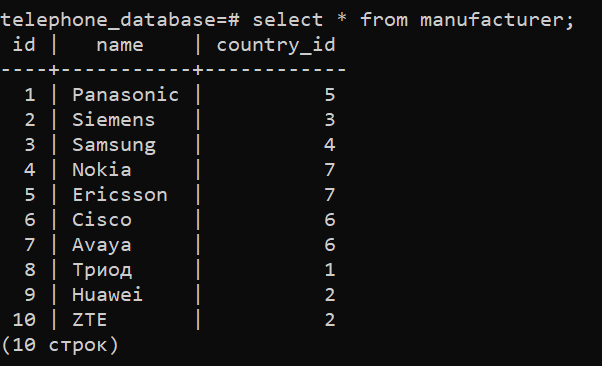 telephone_database=# select * from manufacturer;
 id |   name    | country_id
----+-----------+------------
  1 | Panasonic |          5
  2 | Siemens   |          3
  3 | Samsung   |          4
  4 | Nokia     |          7
  5 | Ericsson  |          7
  6 | Cisco     |          6
  7 | Avaya     |          6
  8 | Триод     |          1
  9 | Huawei    |          2
 10 | ZTE       |          2
(10 строк)